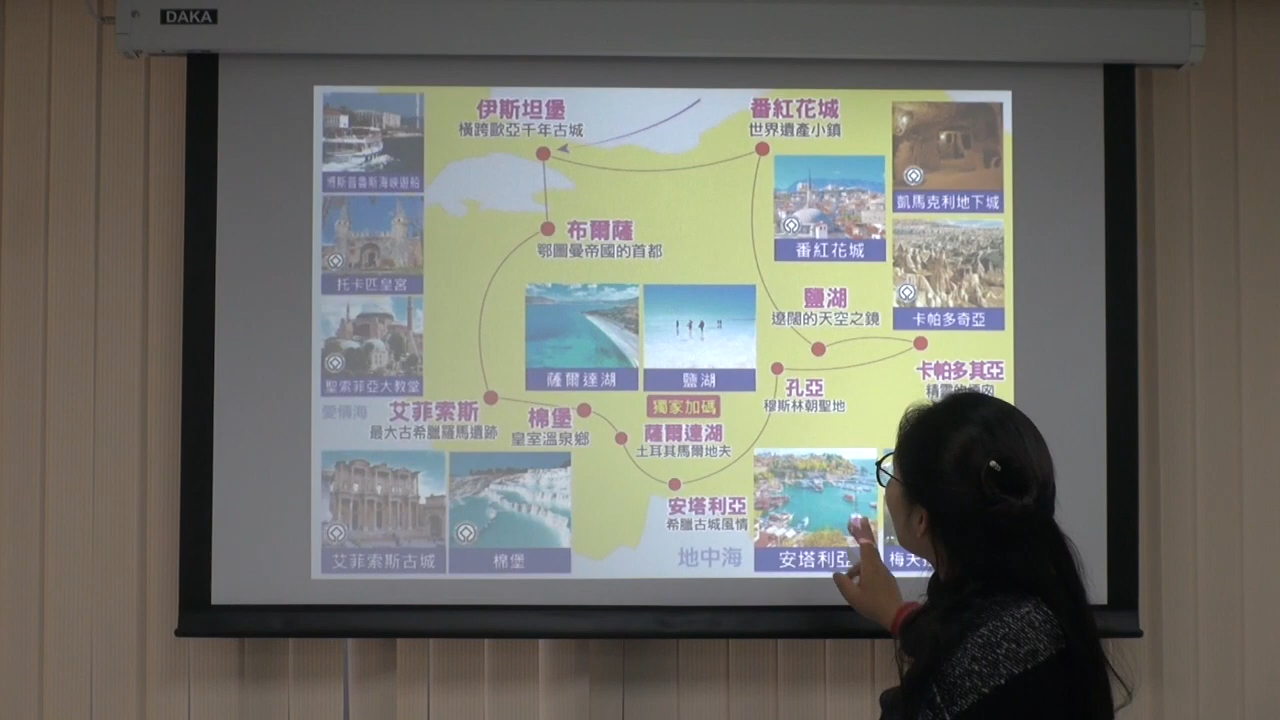 DAKA
伊斯坦堡
橫跨歐亞千年古城
番紅花城
世界遺產小鎮
博斯普魯斯海峽遊船
凱馬克利地下城
布爾薩
鄂圖曼帝國的首都
番紅花城
托卡匹皇宮
鹽湖
遼闊的天空之鏡
卡帕多奇亞
聖索菲亞大教堂
薩爾達湖
鹽湖
卡帕多其亞
孔亞
穆斯林朝聖地
獨家加碼
愛情海
艾菲索斯
最大古希臘羅馬遺跡
棉堡
皇室溫泉鄉
薩爾達湖
土耳其馬爾地夫
安塔利亞
希臘古城風情
地中海
艾菲索斯古城
棉堡
安塔利亞